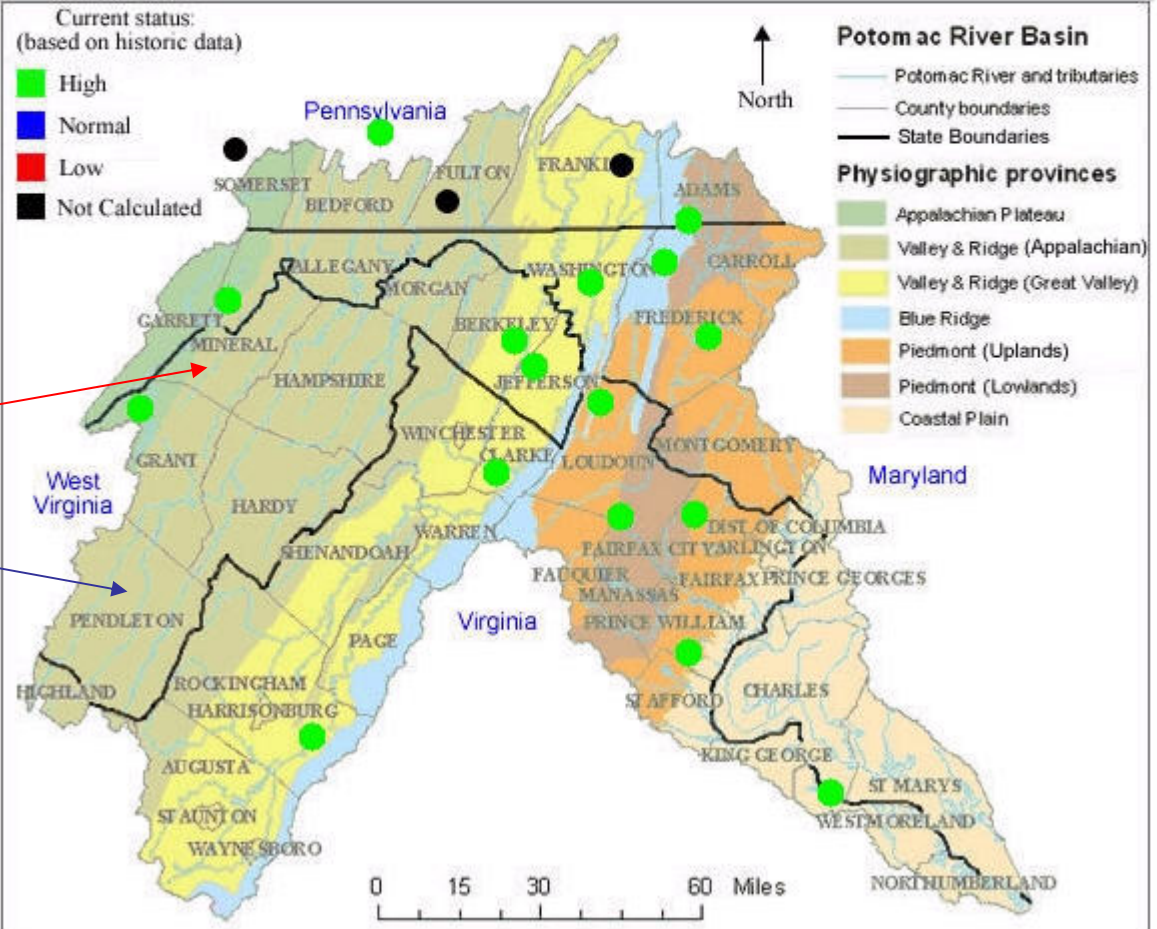 Current status:
(based on historic data)
High
Normal
Low
Not Calculated
North
Potomac River Basin
Potomac River and tributaries
County boundaries
State Boundaries
Physiographic provinces
Appalachian Plateau
Valley & Ridge (Appalachian)
Valley & Ridge (Great Valley)
Blue Ridge
Piedmont (Uplands)
Piedmont (Lowlands)
Coastal Plain
Pennsylvania
SOMERSET
BEDFORD
FULTON
FRANKL
ADAMS
ALLEGANY
MORGAN
WASHINGTON
CARROLL
GARRETT
MINERAL
BERKELEY
FREDERICK
HAMPSHIRE
JEFFERSON
WINCHESTER
CLARKE
LOUDOUN
MONTGOMERY
GRANT
West
Virginia
HARDY
Maryland
SHENANDOAH
WARREN
DIST OF COLUMBIA
FAIRFAX CITY
ARLINGTON
FAUQUIER
FAIRFAX
PRINCE GEORGES
MANASSAS
PENDLETON
Virginia
PRINCE WILLIAM
PAGE
HIGHLAND
ROCKINGHAM
HARRISONBURG
STAFFORD
CHARLES
AUGUSTA
KING GEORGE
ST MARYS
STAUNTON
WESTMORELAND
WAYNESBORO
NORTHUMBERLAND
0 15 30 60 Miles